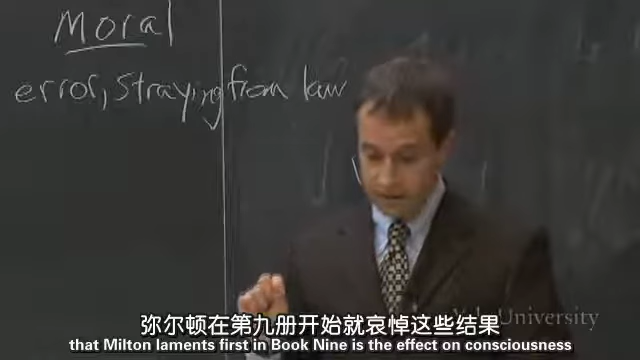 Moral
error, straying from law
弥尔顿在第九册开始就哀悼这些结果
University
that Milton laments first in Book Nine is the effect on consciousness